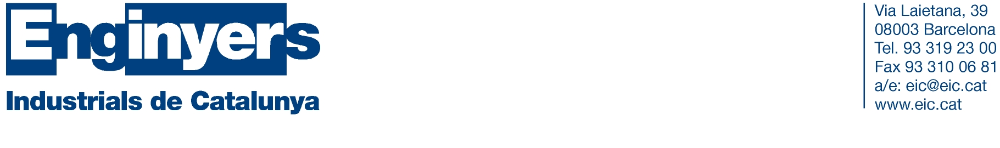 Enginyers
Industrials de Catalunya
Via Laietana, 39
08003 Barcelona
Tel. 93 319 23 00
Fax 93 310 06 81
a/e: eic@eic.cat
www.eic.cat